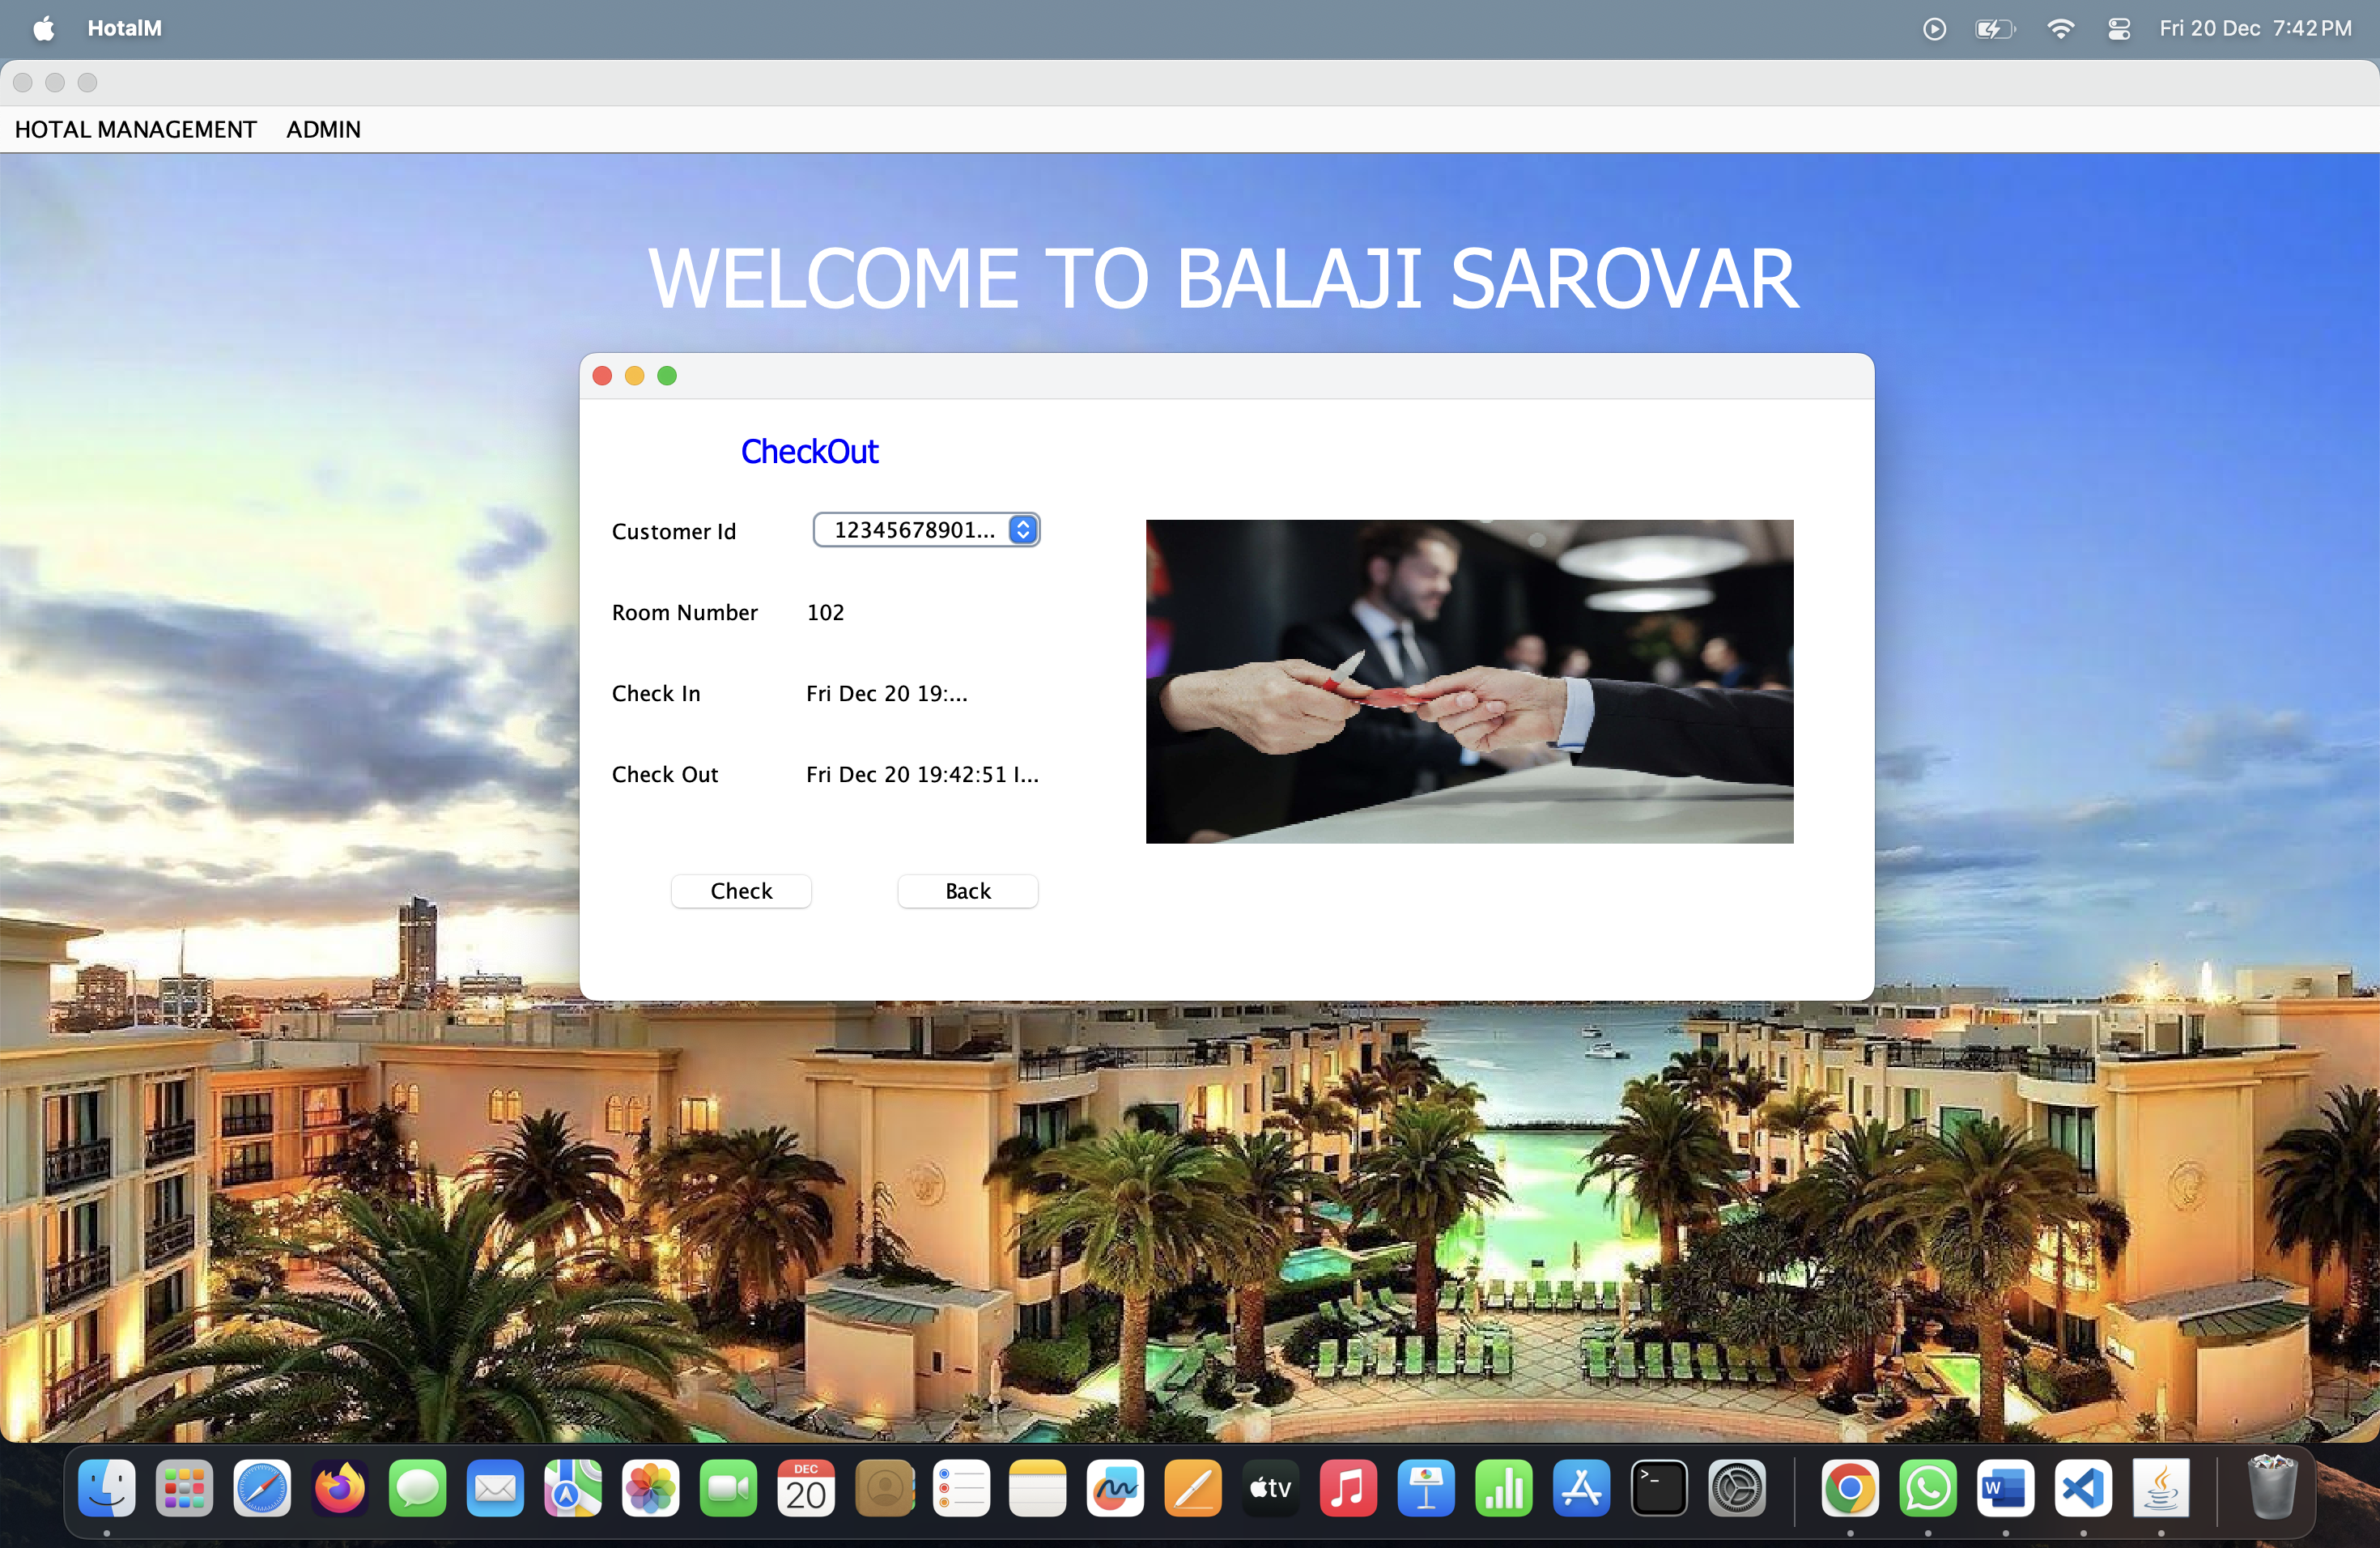 HotalM
Fri 20 Dec 7:42 PM
HOTAL MANAGEMENT ADMIN
WELCOME TO BALAJI SAROVAR
CheckOut
Customer Id 12345678901...
Room Number 102
Check In Fri Dec 20 19:...
Check Out Fri Dec 20 19:42:51 I...
Check Back
DEC
20
tv
>_
W